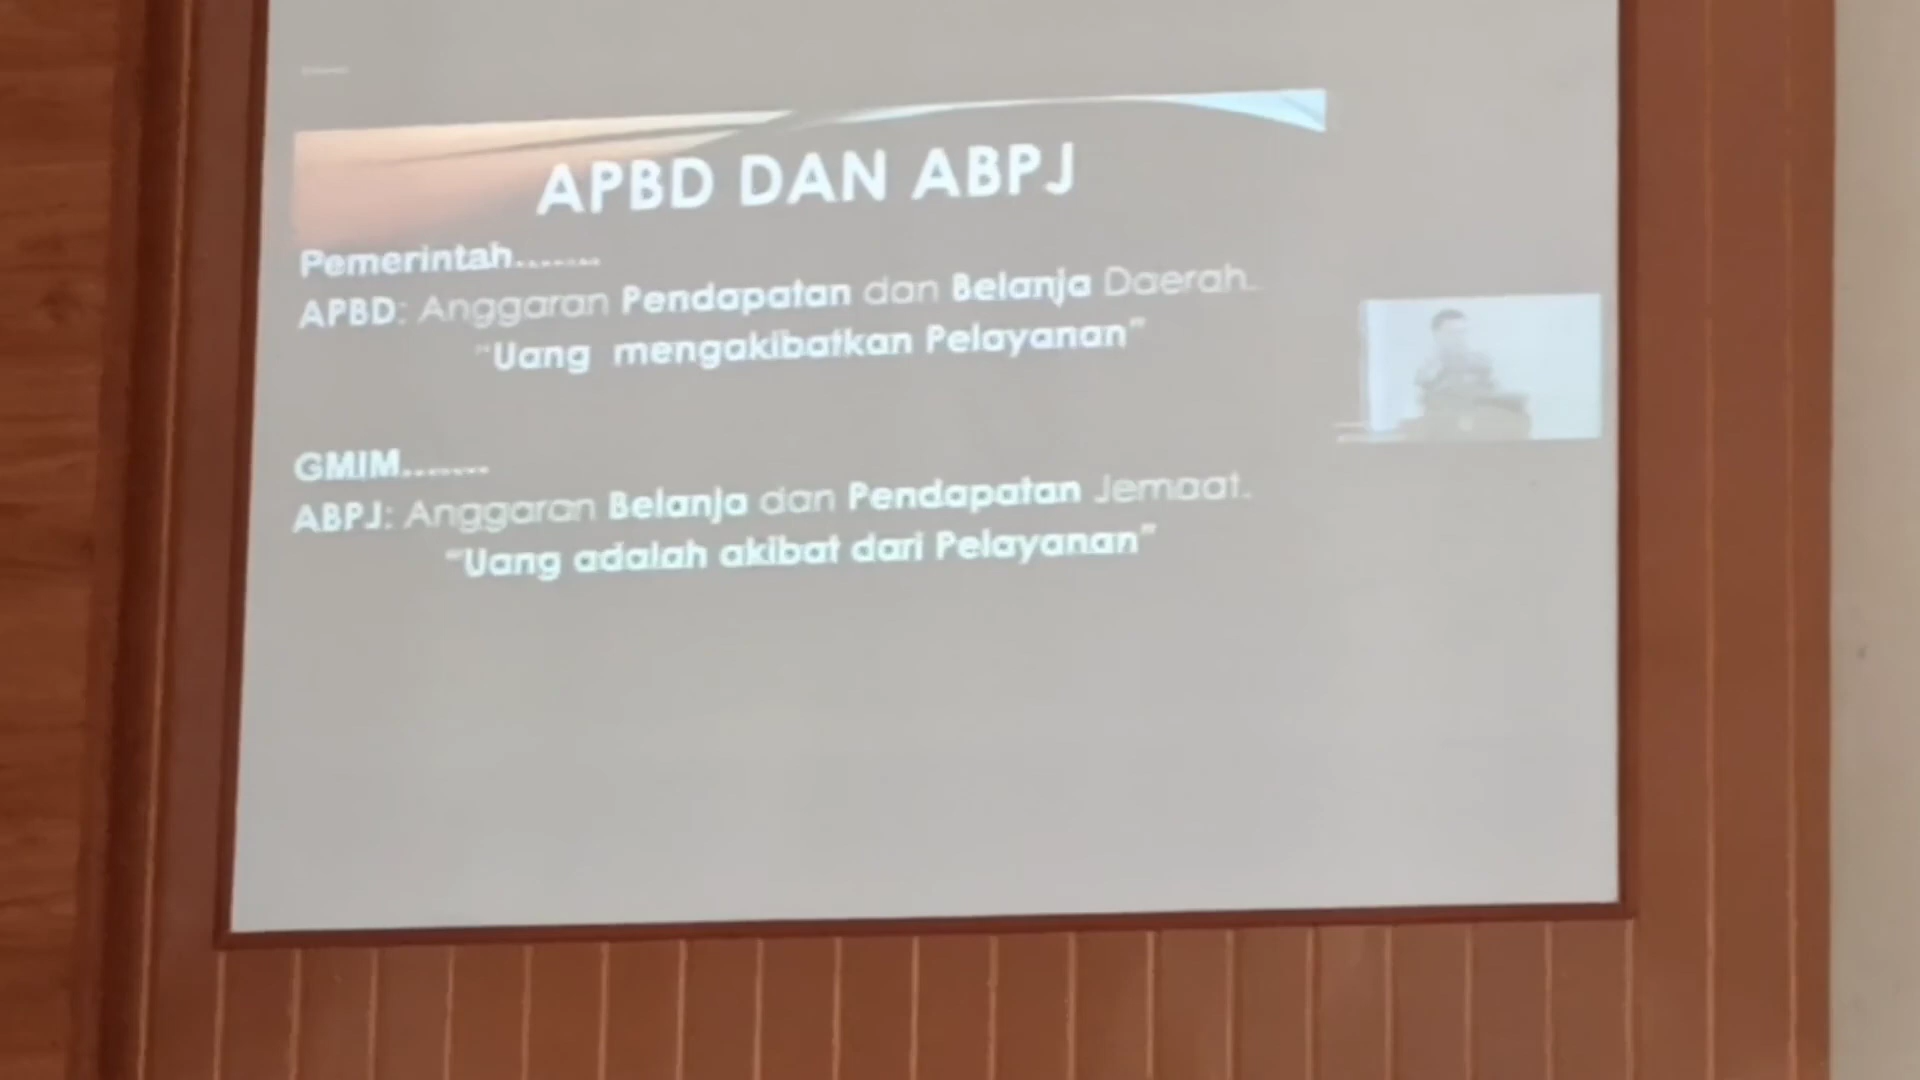 APBD DAN ABPJ
Pemerintah........
APBD: Anggaran Pendapatan dan Belanja Daerah.
“Uang mengakibatkan Pelayanan”
GMIM........
ABPJ: Anggaran Belanja dan Pendapatan Jemaat.
“Uang adalah akibat dari Pelayanan”